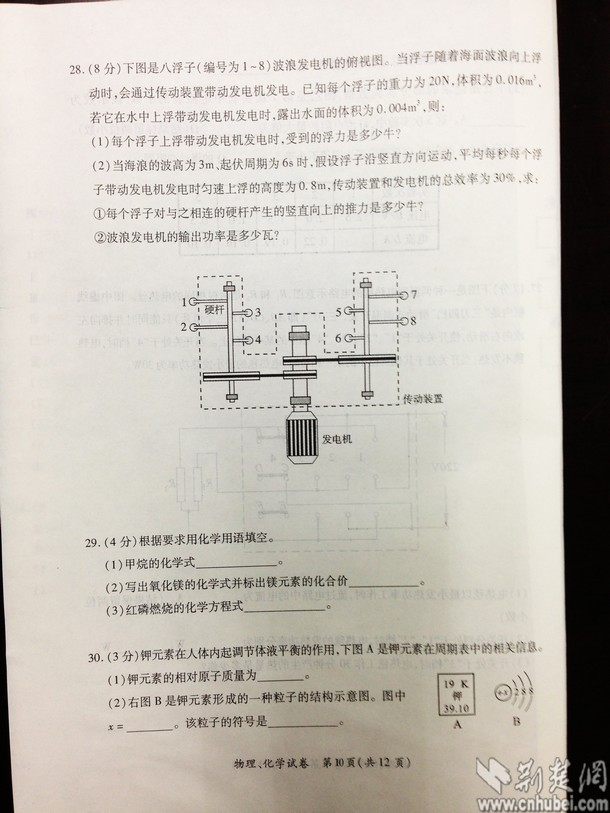 28. (8 分)下图是八浮子(编号为 1~8)波浪发电机的俯视图。当浮子随着海面波浪向上浮
动时,会通过传动装置带动发电机发电。已知每个浮子的重力为 20N,体积为 0.016m³,
若它在水中上浮带动发电机发电时,露出水面的体积为 0.004m³,则:
(1)每个浮子上浮带动发电机发电时,受到的浮力是多少牛?
(2)当海浪的波高为 3m、起伏周期为 6s 时,假设浮子沿竖直方向运动,平均每秒每个浮
子带动发电机发电时匀速上浮的高度为 0.8m,传动装置和发电机的总效率为 30%,求:
①每个浮子对与之相连的硬杆产生的竖直向上的推力是多少牛?
②波浪发电机的输出功率是多少瓦?
1
硬杆
2
3
4
5
6
7
8
传动装置
发电机
29. (4 分)根据要求用化学用语填空。
(1)甲烷的化学式____________。
(2)写出氧化镁的化学式并标出镁元素的化合价____________。
(3)红磷燃烧的化学方程式____________。
30. (3 分)钾元素在人体内起调节体液平衡的作用,下图 A 是钾元素在周期表中的相关信息。
(1)钾元素的相对原子质量为________。
(2)右图 B 是钾元素形成的一种粒子的结构示意图。图中
x = ________。该粒子的符号是____________。
19 K
钾
39.10
A
+x 2 8 8
B
物理、化学试卷 第 10 页(共 12 页)
荆楚网
www.cnhubei.com